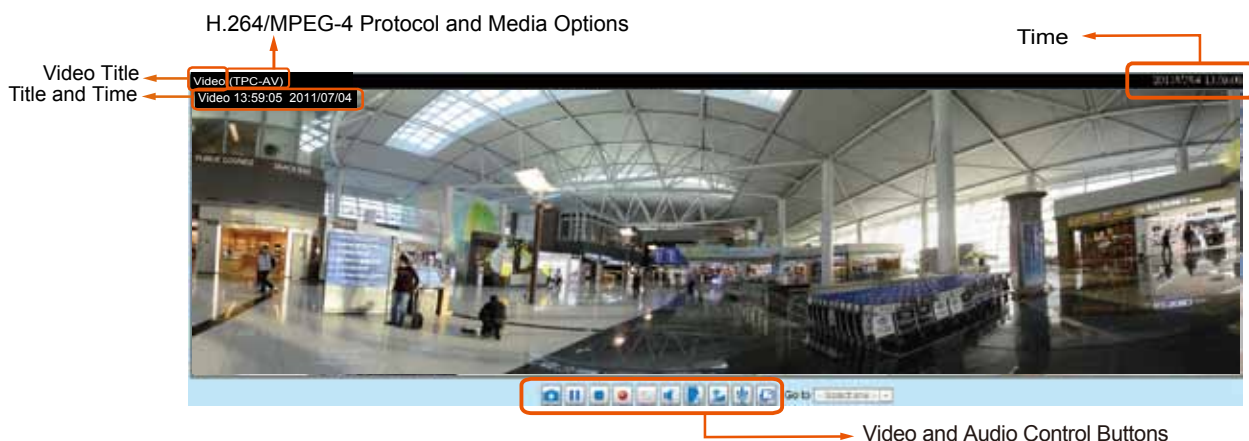 H.264/MPEG-4 Protocol and Media Options
Time
Video Title
Video (TPC-AV)
Title and Time
Video 13:59:05 2011/07/04
Go to
Video and Audio Control Buttons